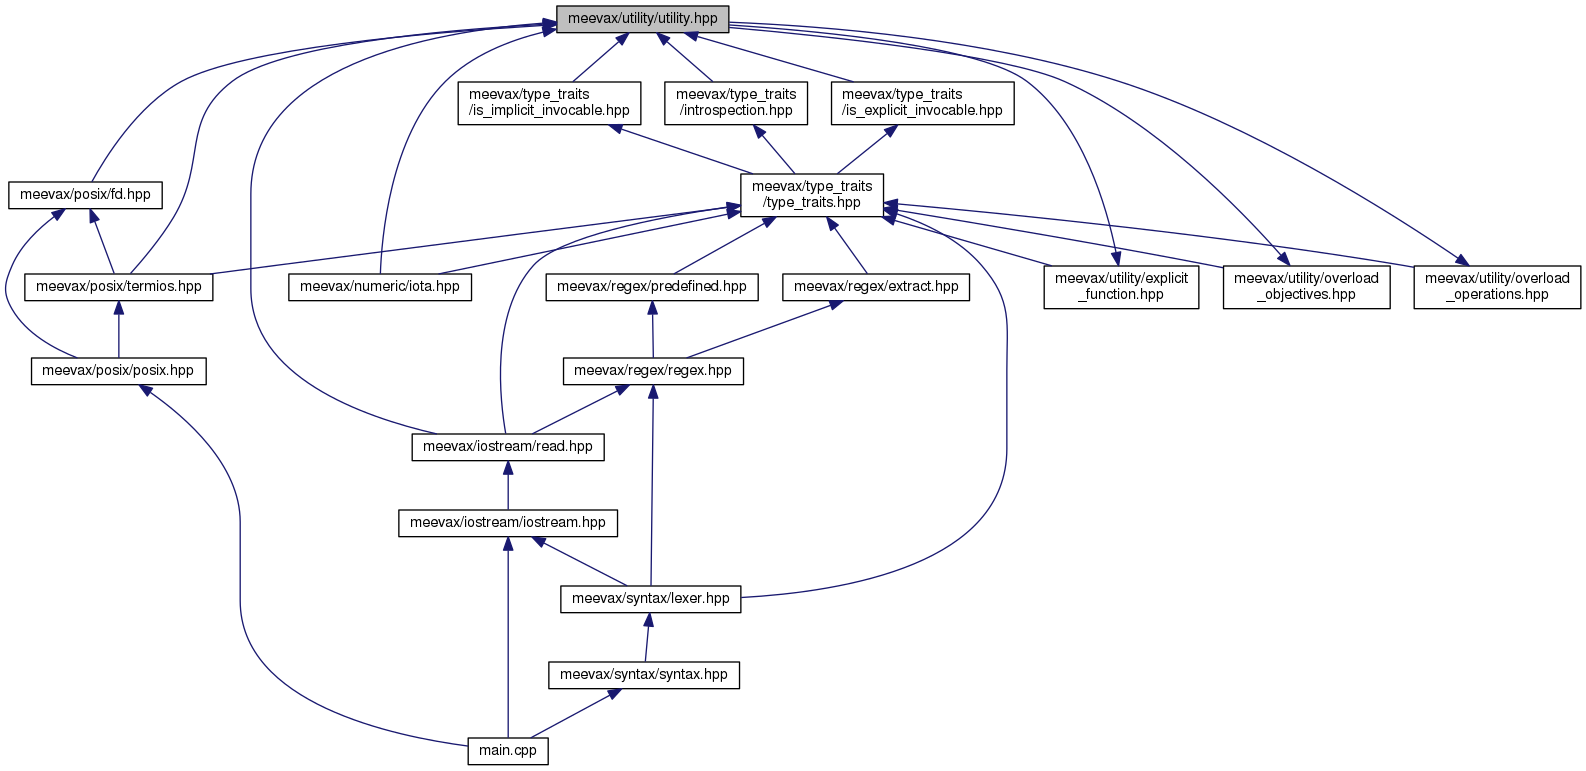 meevax/utility/utility.hpp
meevax/type_traits
/is_implicit_invocable.hpp
meevax/type_traits
/introspection.hpp
meevax/type_traits
/is_explicit_invocable.hpp
meevax/posix/fd.hpp
meevax/type_traits
/type_traits.hpp
meevax/posix/termios.hpp
meevax/numeric/iota.hpp
meevax/regex/predefined.hpp
meevax/regex/extract.hpp
meevax/utility/explicit
_function.hpp
meevax/utility/overload
_objectives.hpp
meevax/utility/overload
_operations.hpp
meevax/posix/posix.hpp
meevax/regex/regex.hpp
meevax/iostream/read.hpp
meevax/iostream/iostream.hpp
meevax/syntax/lexer.hpp
meevax/syntax/syntax.hpp
main.cpp